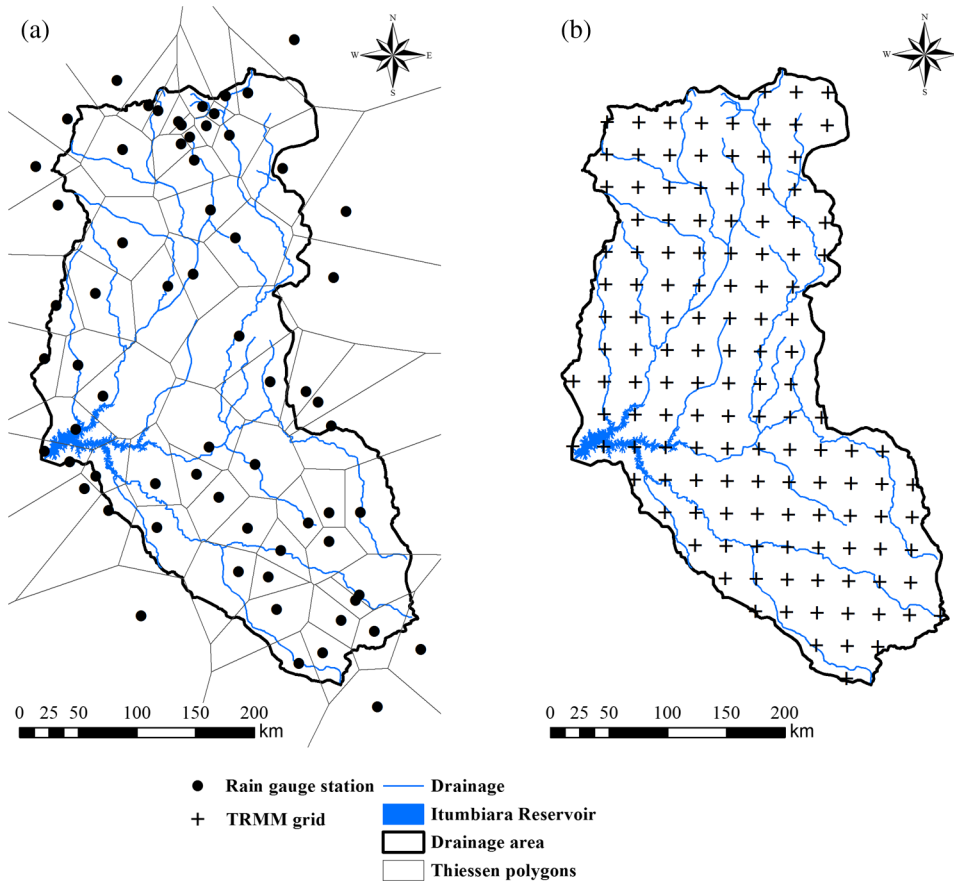 (a)
N
W E
S
(b)
N
W
S
0 25 50 100 150 200
km
0 25 50 100 150 200
km
Rain gauge station
TRMM grid
Drainage
Itumbiara Reservoir
Drainage area
Thiessen polygons